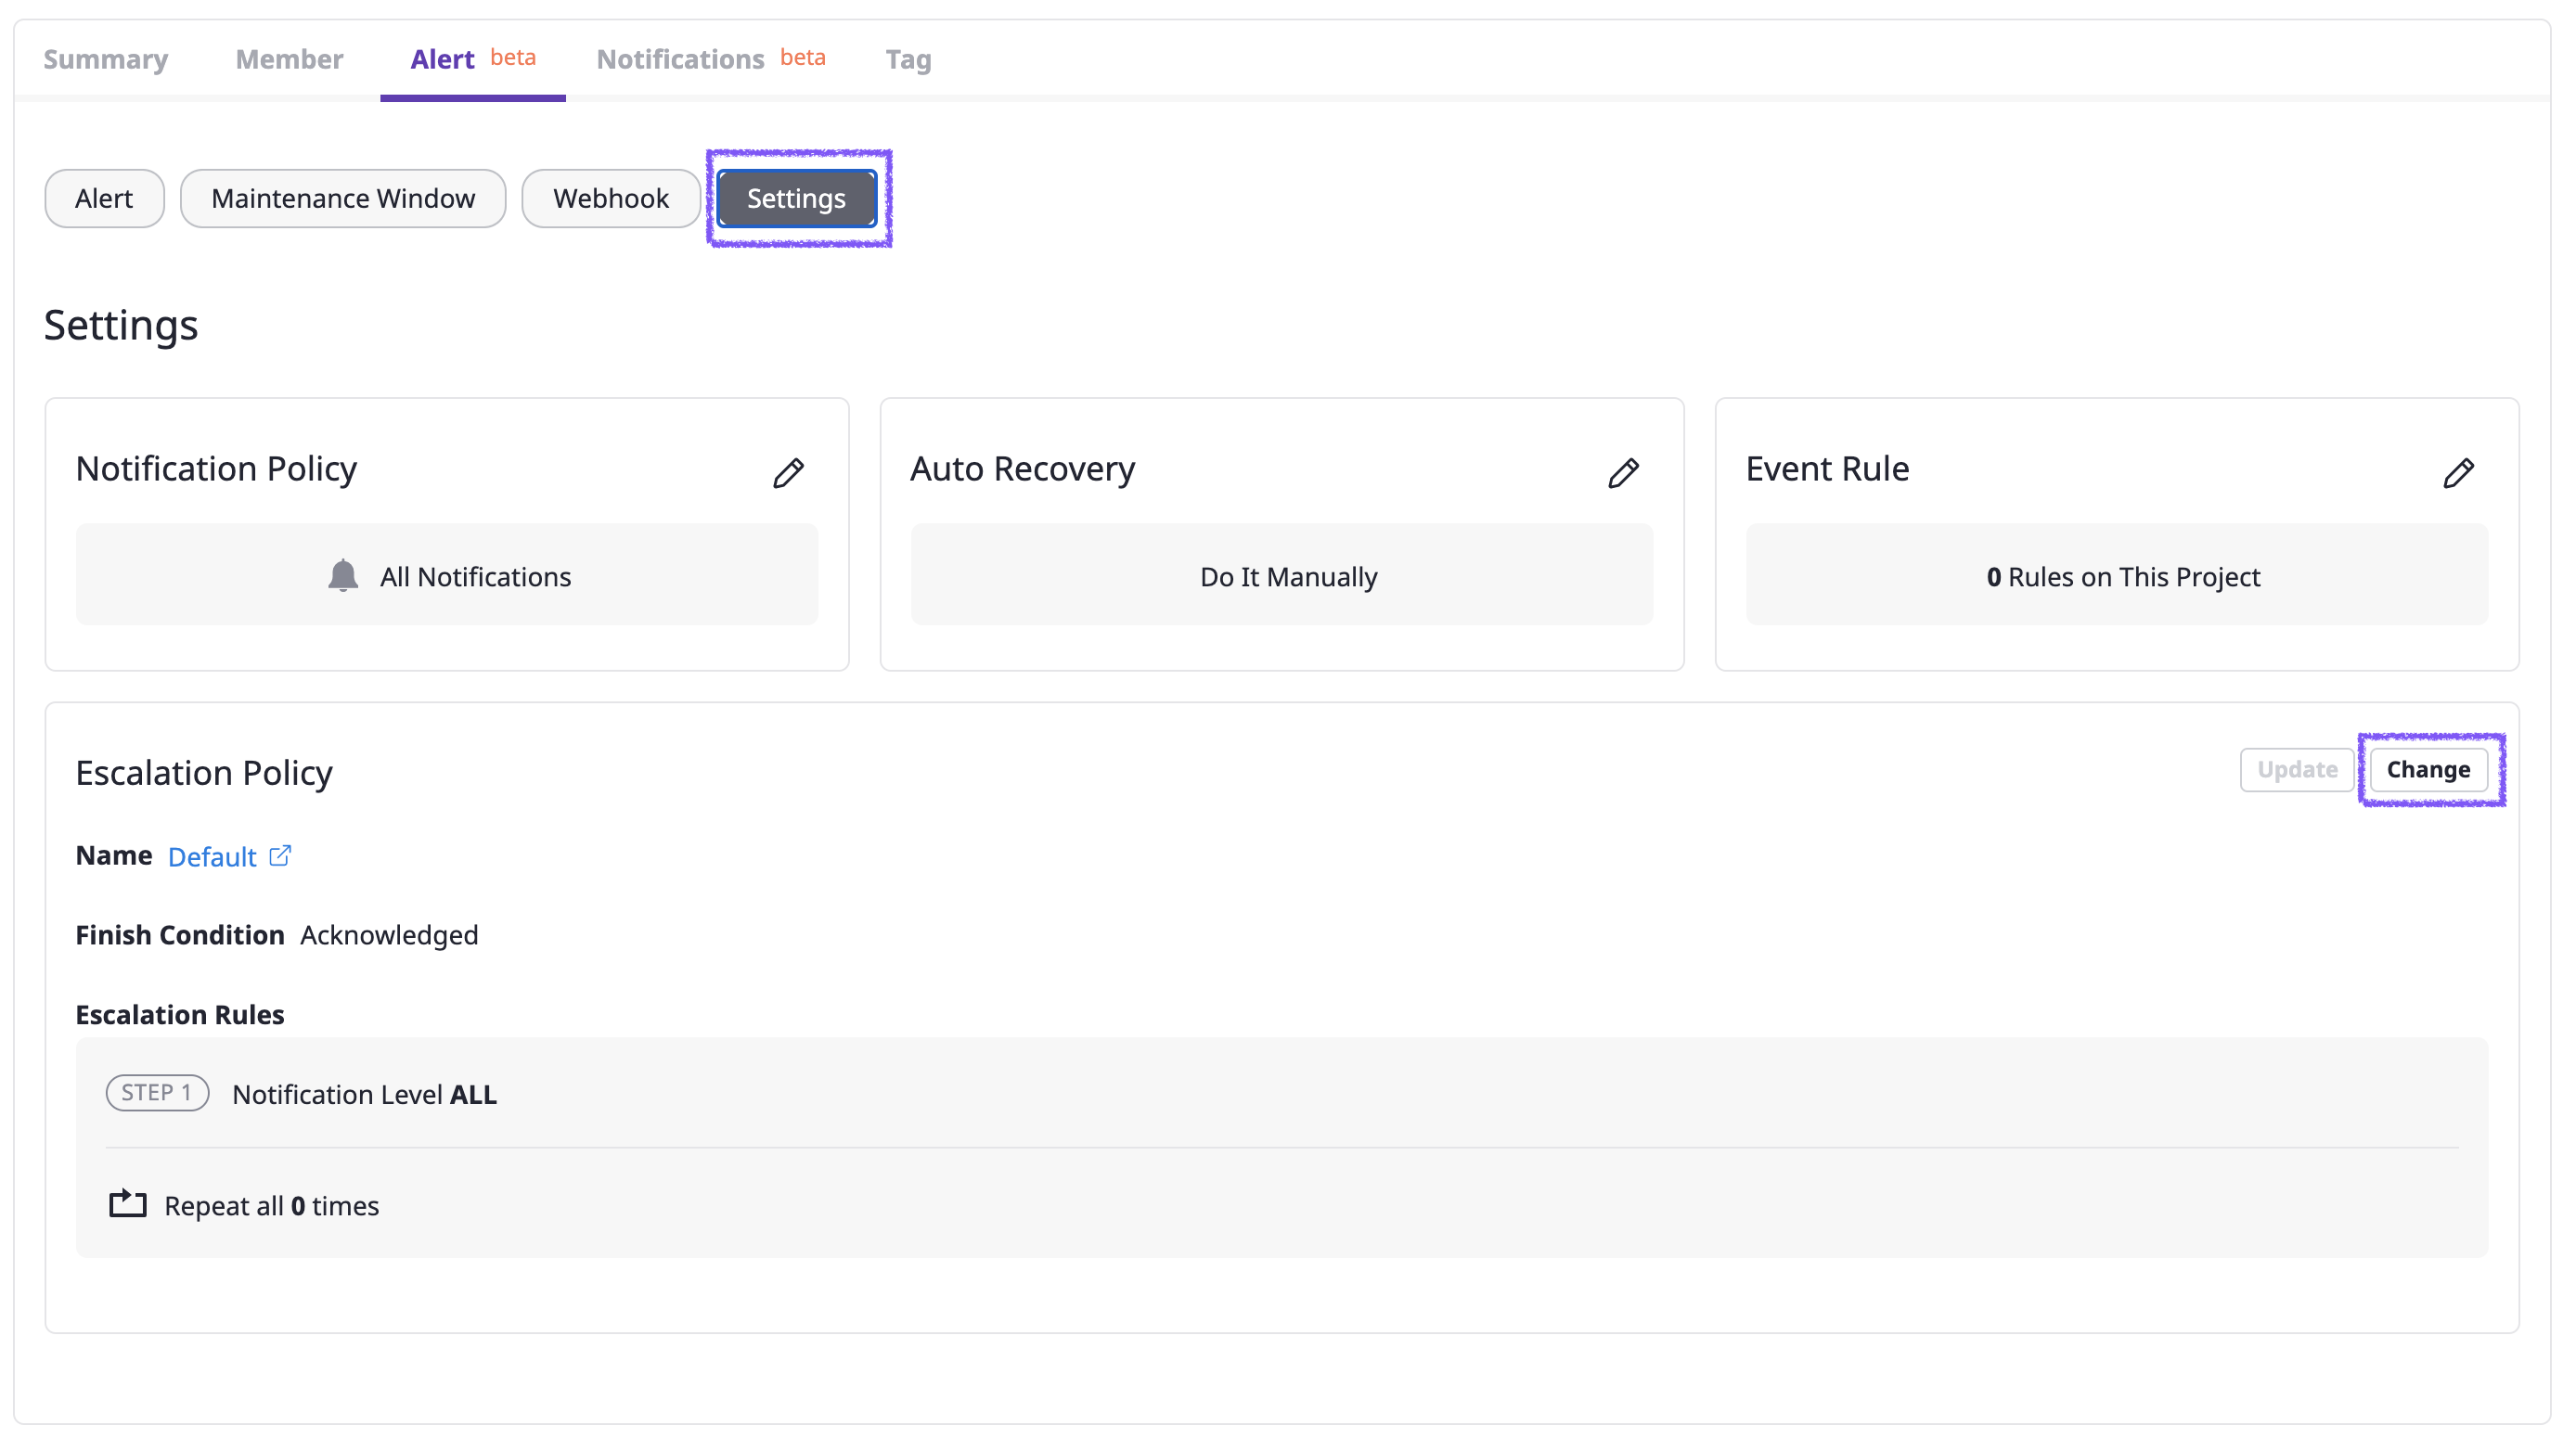 Summary Member Alert beta Notifications beta Tag
Alert Maintenance Window Webhook Settings
Settings
Notification Policy Auto Recovery Event Rule
All Notifications Do It Manually 0 Rules on This Project
Escalation Policy Update Change
Name Default
Finish Condition Acknowledged
Escalation Rules
STEP 1 Notification Level ALL
Repeat all 0 times